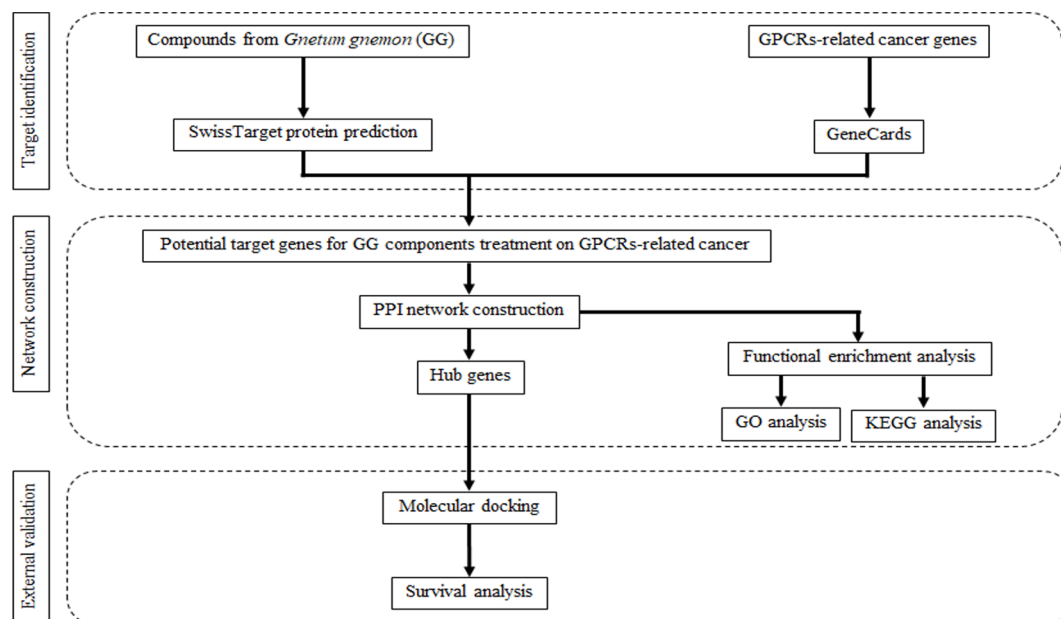 Target identification
Compounds from Gnetum gnemon (GG)
GPCRs-related cancer genes
SwissTarget protein prediction
GeneCards
Network construction
Potential target genes for GG components treatment on GPCRs-related cancer
PPI network construction
Functional enrichment analysis
Hub genes
GO analysis
KEGG analysis
External validation
Molecular docking
Survival analysis